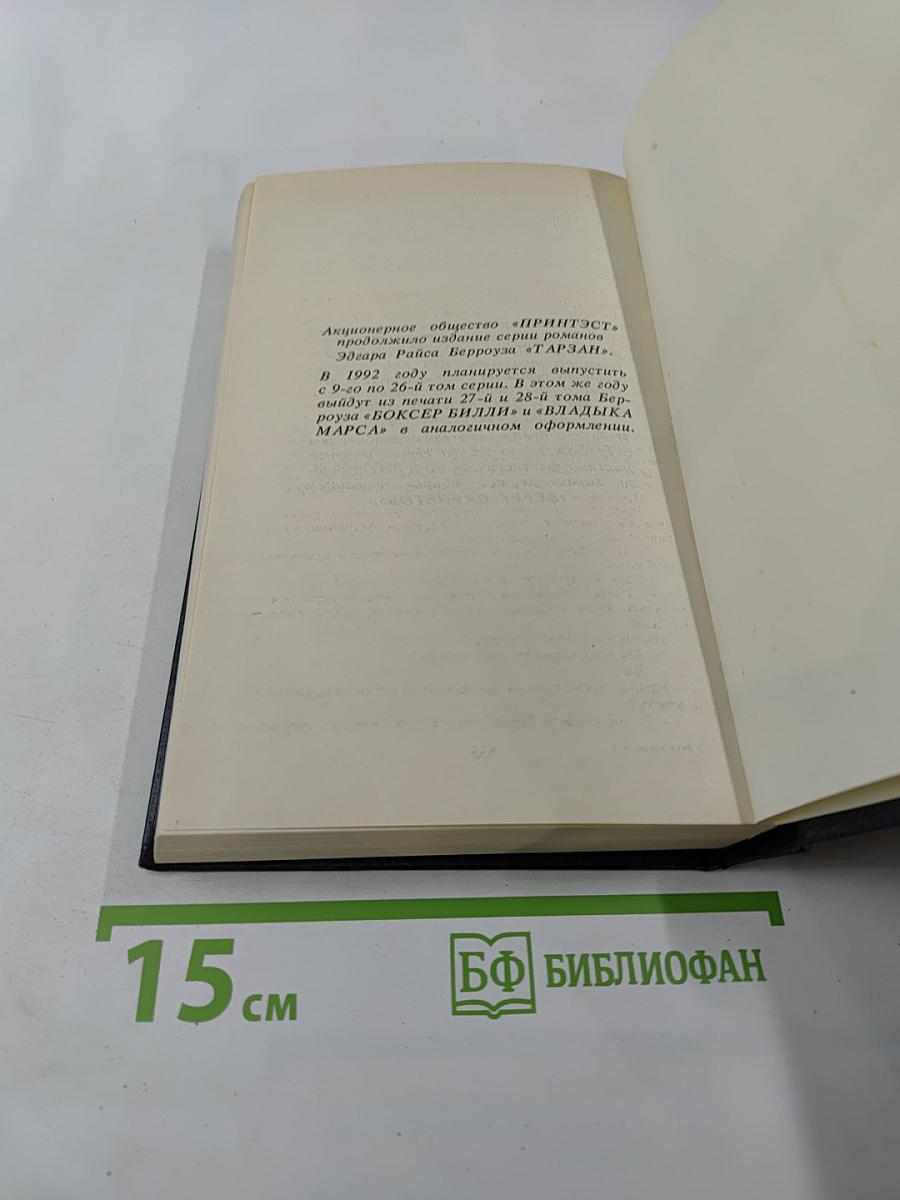 Акционерное общество «ПРИНТЭСТ»
продолжило издание серии романов
Эдгара Райса Берроуза «ТАРЗАН».
В 1992 году планируется выпустить
с 9-го по 26-й том серии. В этом же году
выйдут из печати 27-й и 28-й тома Бер-
роуза «БОКСЕР БИЛЛИ» и «ВЛАДЫКА
МАРСА» в аналогичном оформлении.
15 см
БФ БИБЛИОФАН